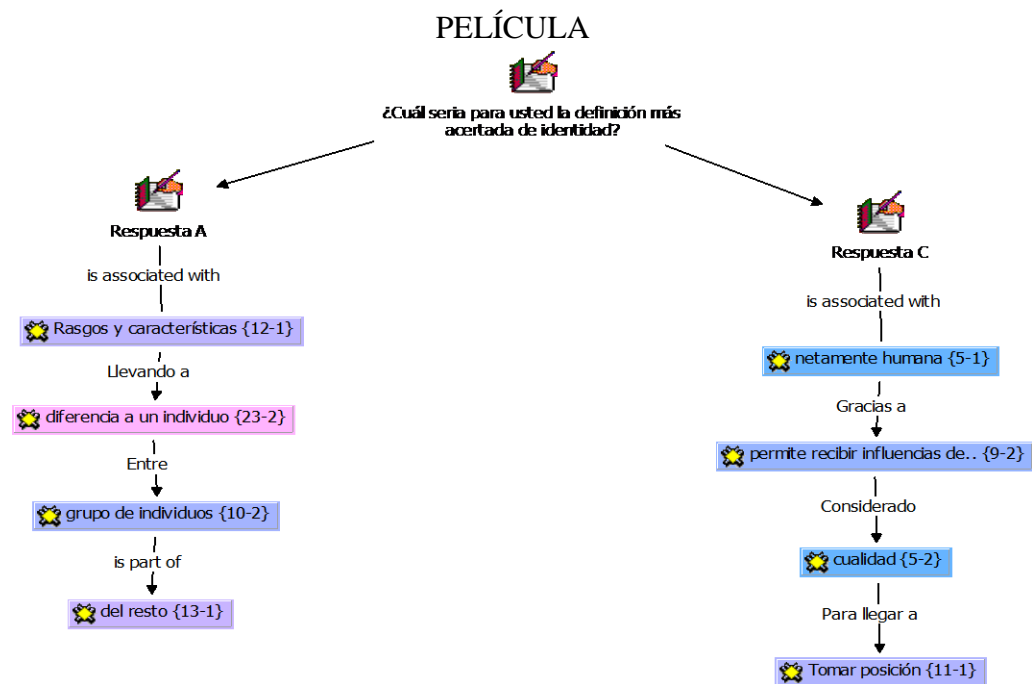 PELÍCULA
¿Cuál seria para usted la definición más
acertada de identidad?
Respuesta A
is associated with
Rasgos y características {12-1}
Llevando a
diferencia a un individuo {23-2}
Entre
grupo de individuos {10-2}
is part of
del resto {13-1}
Respuesta C
is associated with
netamente humana {5-1}
Gracias a
permite recibir influencias de.. {9-2}
Considerado
cualidad {5-2}
Para llegar a
Tomar posición {11-1}